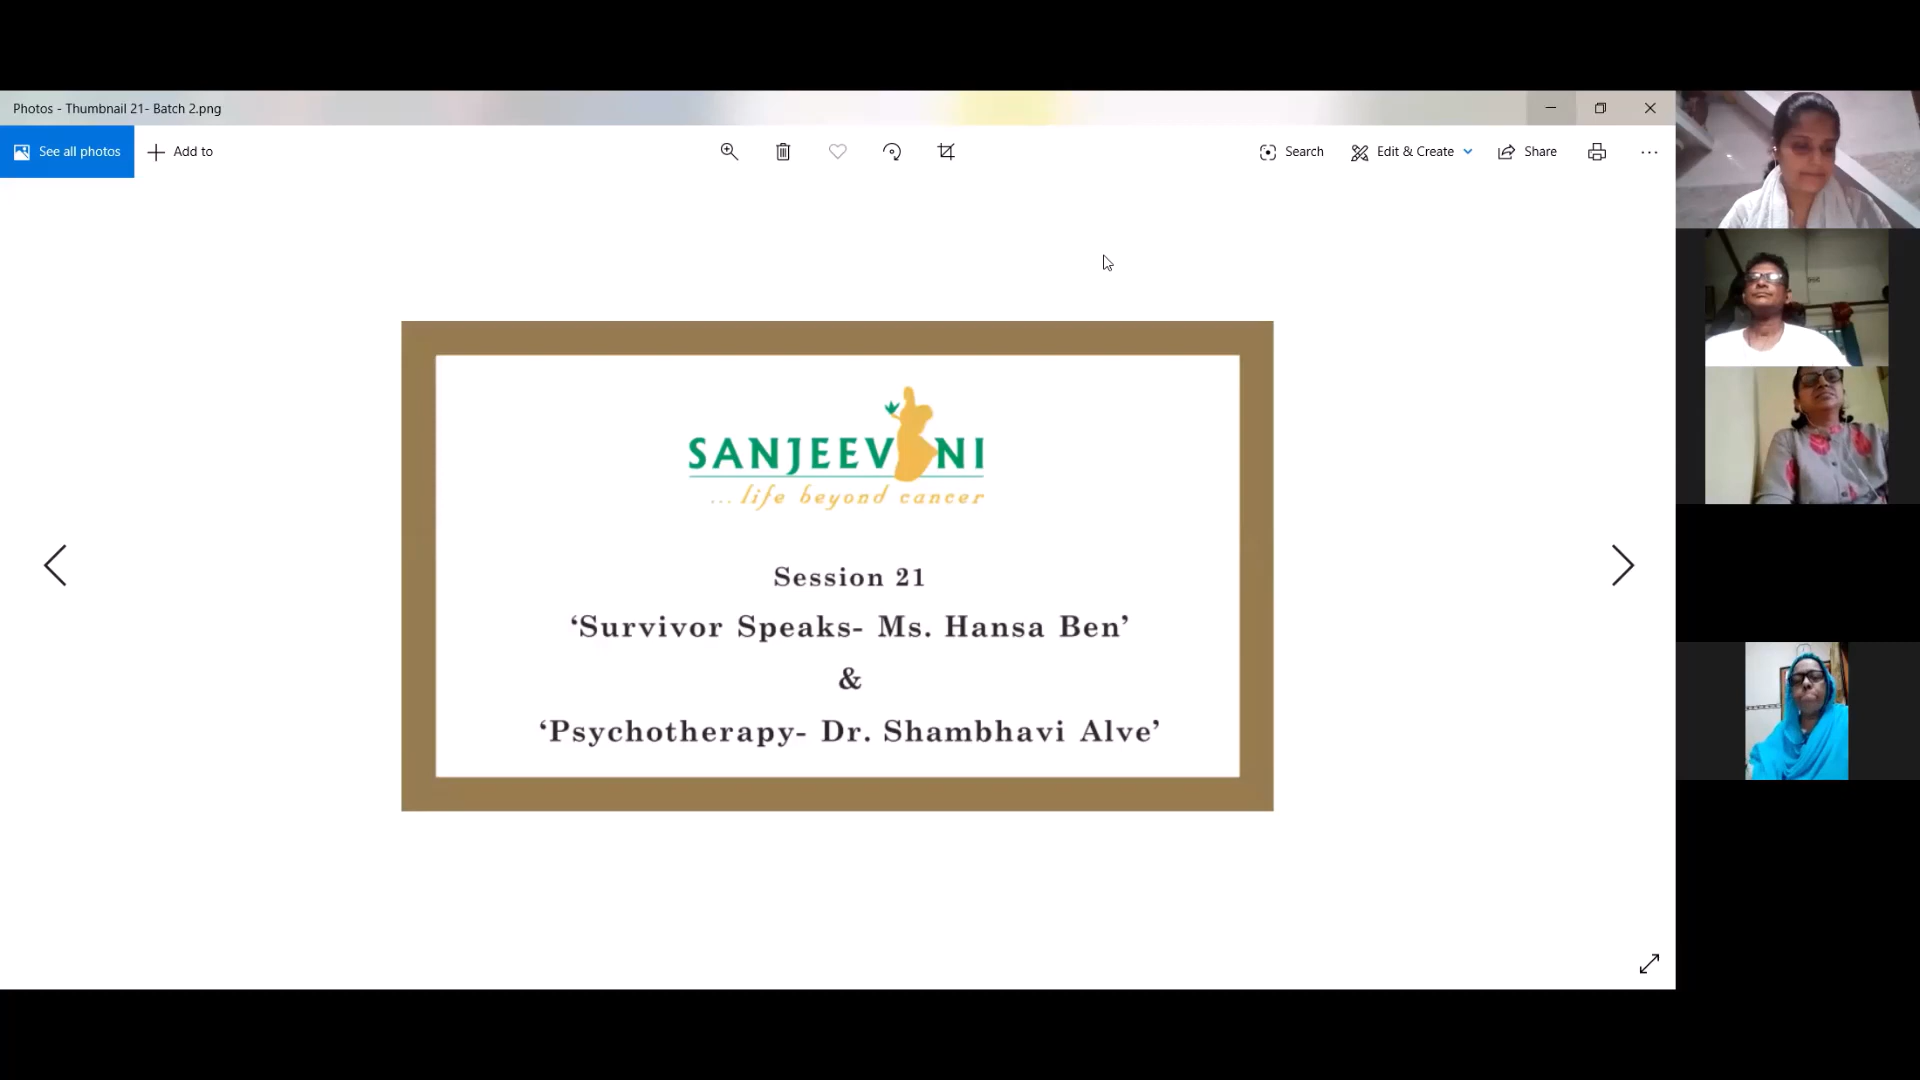 Photos - Thumbnail 21- Batch 2.png
See all photos
Add to
Search
Edit & Create
Share
SANJEEVANI
...life beyond cancer
Session 21
‘Survivor Speaks- Ms. Hansa Ben’
&
‘Psychotherapy- Dr. Shambhavi Alve’